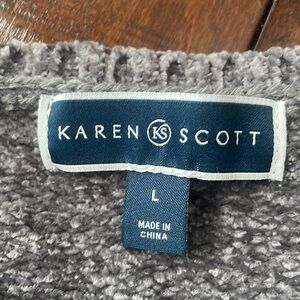 KAREN KS SCOTT
L
MADE IN
CHINA